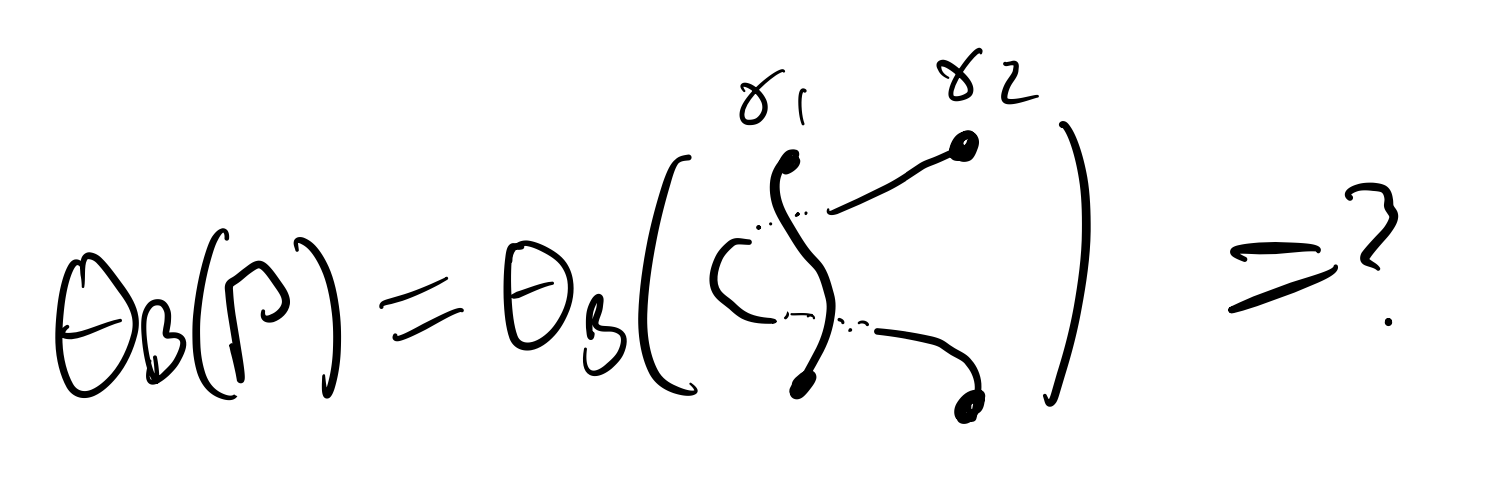 θ_B(ρ) = θ_B( γ1 γ2 ) = ?